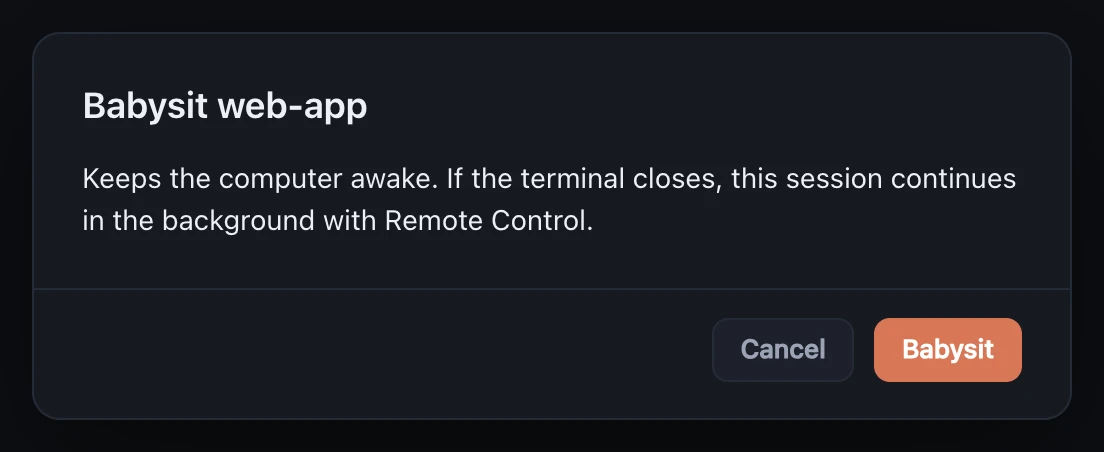 Babysit web-app
Keeps the computer awake. If the terminal closes, this session continues
in the background with Remote Control.
Cancel
Babysit